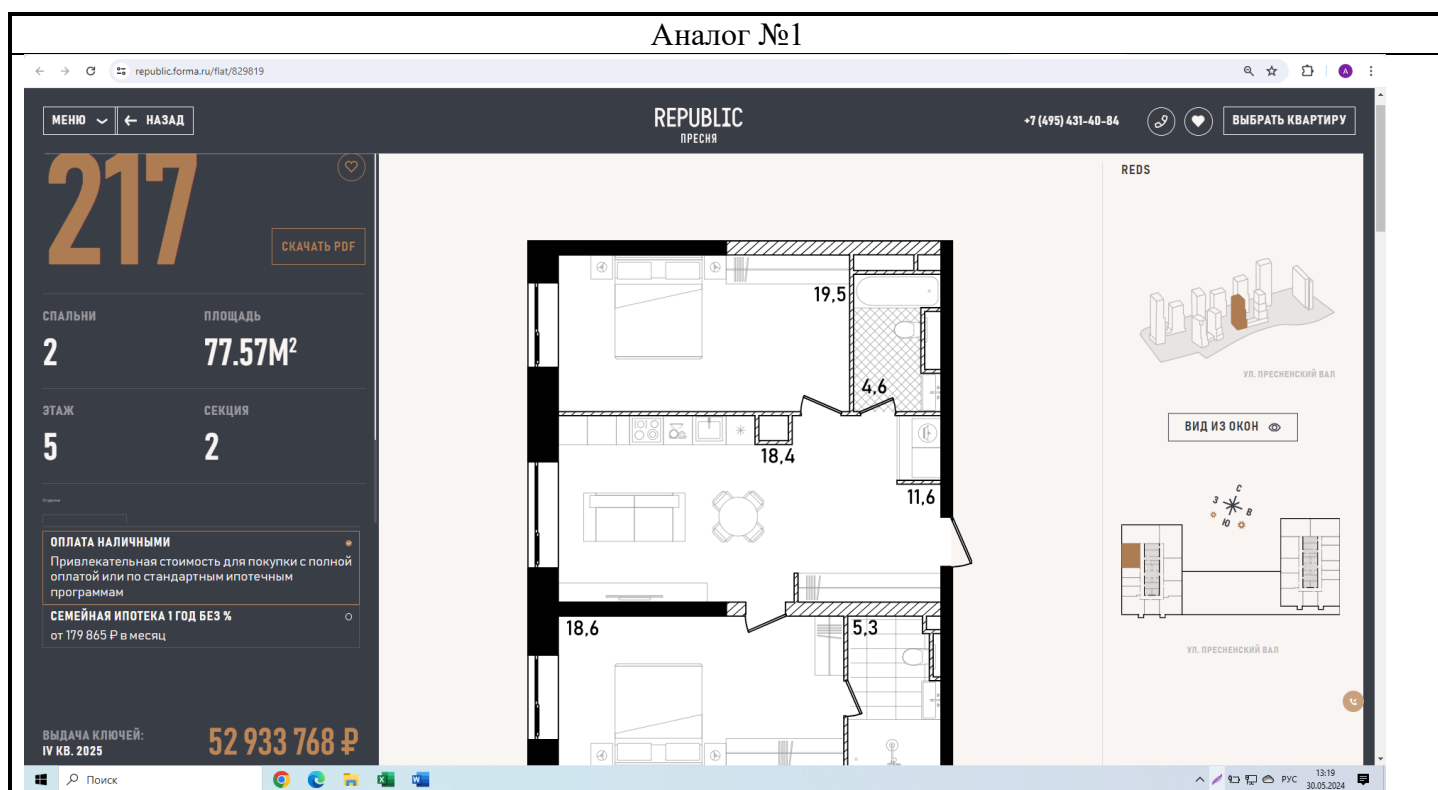 Аналог №1
republic.forma.ru/flat/829819
A
МЕНЮ
НАЗАД
REPUBLIC
ПРЕСНЯ
+7 (495) 431-40-84
ВЫБРАТЬ КВАРТИРУ
217
СКАЧАТЬ PDF
СПАЛЬНИ
ПЛОЩАДЬ
2
77.57М²
ЭТАЖ
СЕКЦИЯ
5
2
ОПЛАТА НАЛИЧНЫМИ
Привлекательная стоимость для покупки с полной
оплатой или по стандартным ипотечным
программам
СЕМЕЙНАЯ ИПОТЕКА 1 ГОД БЕЗ %
от 179 865 ₽ в месяц
ВЫДАЧА КЛЮЧЕЙ:
IV КВ. 2025
52 933 768 ₽
19,5
4,6
18,4
11,6
18,6
5,3
REDS
УЛ. ПРЕСНЕНСКИЙ ВАЛ
ВИД ИЗ ОКОН
С
З
В
Ю
УЛ. ПРЕСНЕНСКИЙ ВАЛ
Поиск
РУС
13:19
30.05.2024